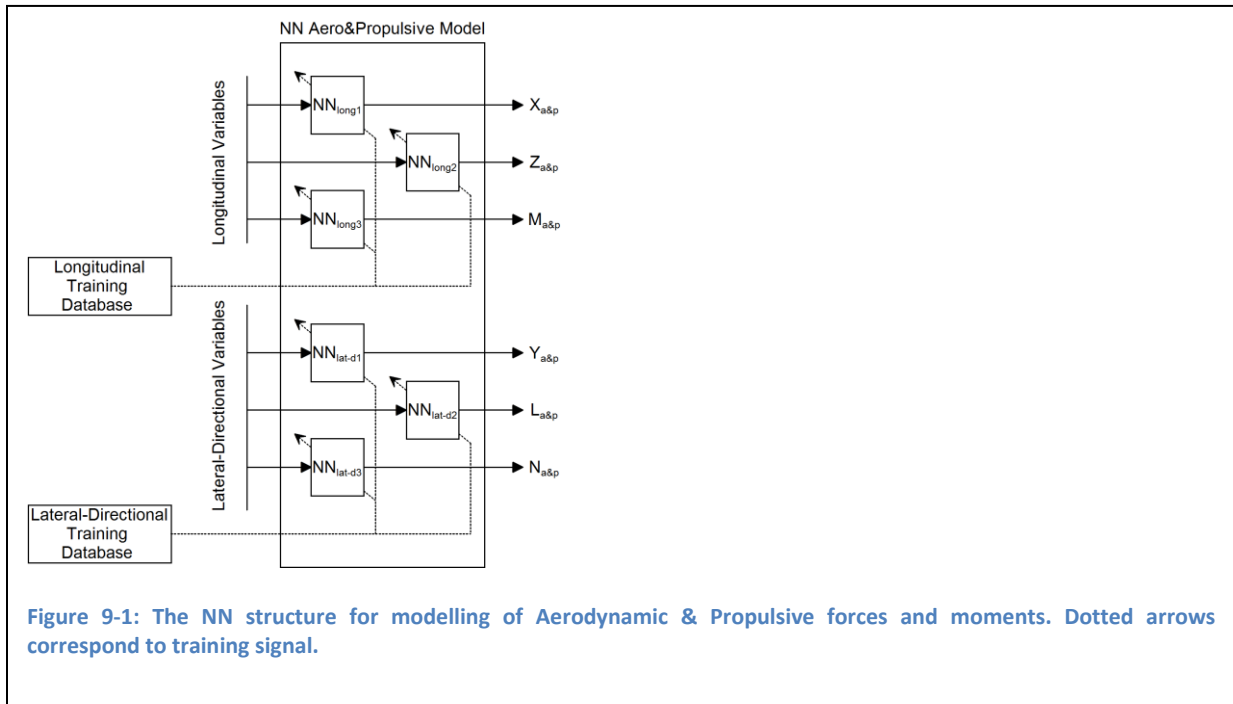 NN Aero&Propulsive Model
Longitudinal Variables
NNlong1
Xa&p
NNlong2
Za&p
NNlong3
Ma&p
Longitudinal
Training
Database
Lateral-Directional Variables
NNlat-d1
Ya&p
NNlat-d2
La&p
NNlat-d3
Na&p
Lateral-Directional
Training
Database
Figure 9-1: The NN structure for modelling of Aerodynamic & Propulsive forces and moments. Dotted arrows
correspond to training signal.